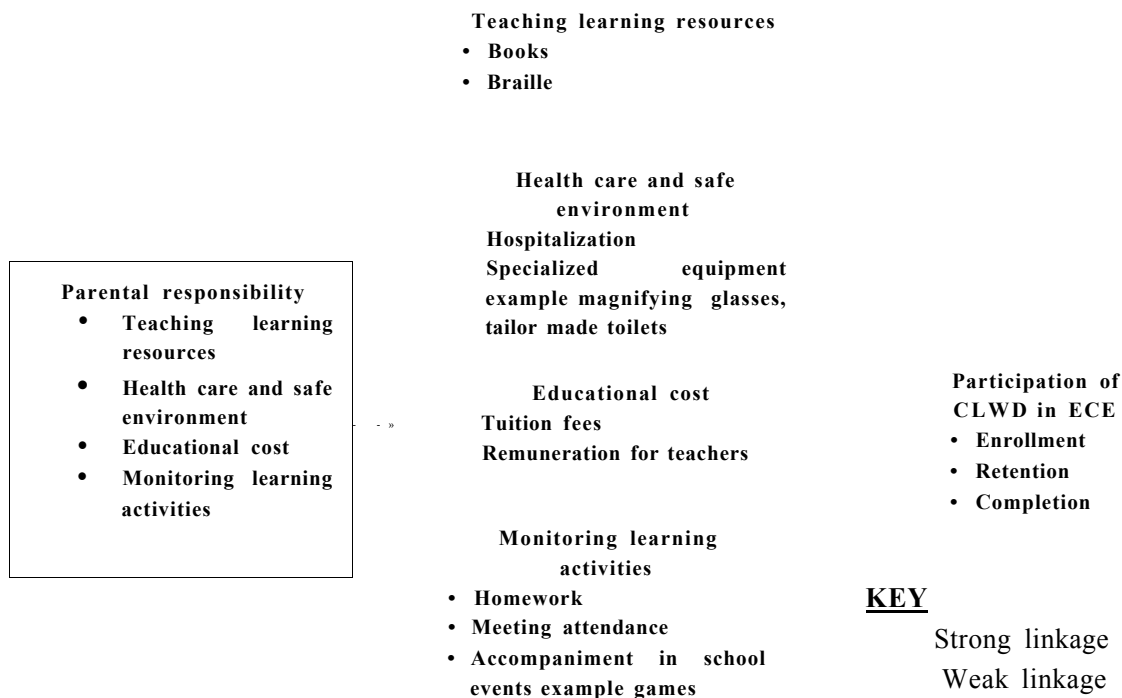 Teaching learning resources
• Books
• Braille
Health care and safe
environment
Hospitalization
Specialized equipment
example magnifying glasses,
tailor made toilets
Parental responsibility
• Teaching learning
resources
• Health care and safe
environment
• Educational cost
• Monitoring learning
activities
- - »
Educational cost
Tuition fees
Remuneration for teachers
Participation of
CLWD in ECE
• Enrollment
• Retention
• Completion
Monitoring learning
activities
• Homework
• Meeting attendance
• Accompaniment in school
events example games
KEY
Strong linkage
Weak linkage